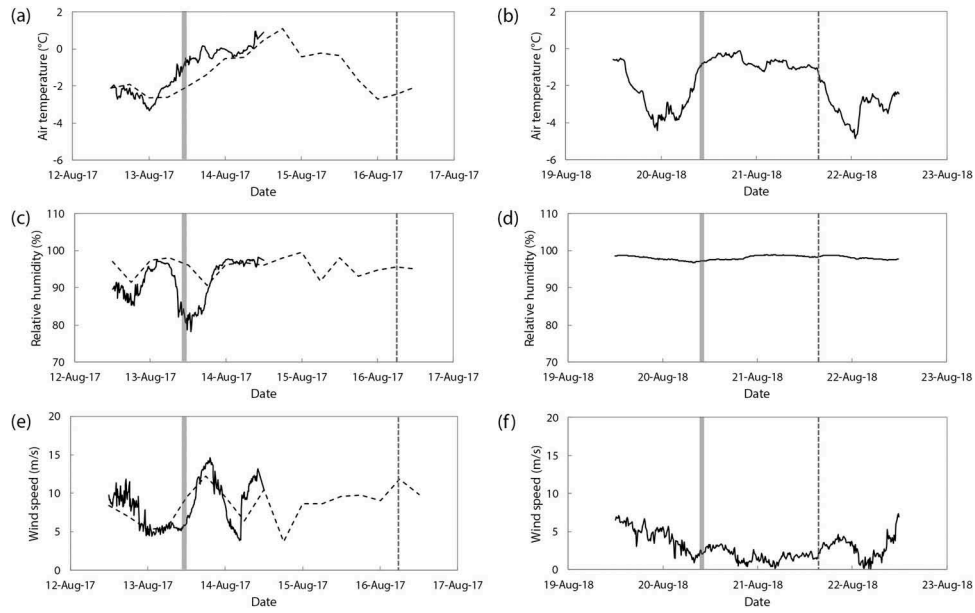 (a)
Air temperature (°C)
2
0
-2
-4
-6
12-Aug-17 13-Aug-17 14-Aug-17 15-Aug-17 16-Aug-17 17-Aug-17
Date
(b)
Air temperature (°C)
2
0
-2
-4
-6
19-Aug-18 20-Aug-18 21-Aug-18 22-Aug-18 23-Aug-18
Date
(c)
Relative humidity (%)
110
100
90
80
70
12-Aug-17 13-Aug-17 14-Aug-17 15-Aug-17 16-Aug-17 17-Aug-17
Date
(d)
Relative humidity (%)
110
100
90
80
70
19-Aug-18 20-Aug-18 21-Aug-18 22-Aug-18 23-Aug-18
Date
(e)
Wind speed (m/s)
20
15
10
5
0
12-Aug-17 13-Aug-17 14-Aug-17 15-Aug-17 16-Aug-17 17-Aug-17
Date
(f)
Wind speed (m/s)
20
15
10
5
0
19-Aug-18 20-Aug-18 21-Aug-18 22-Aug-18 23-Aug-18
Date